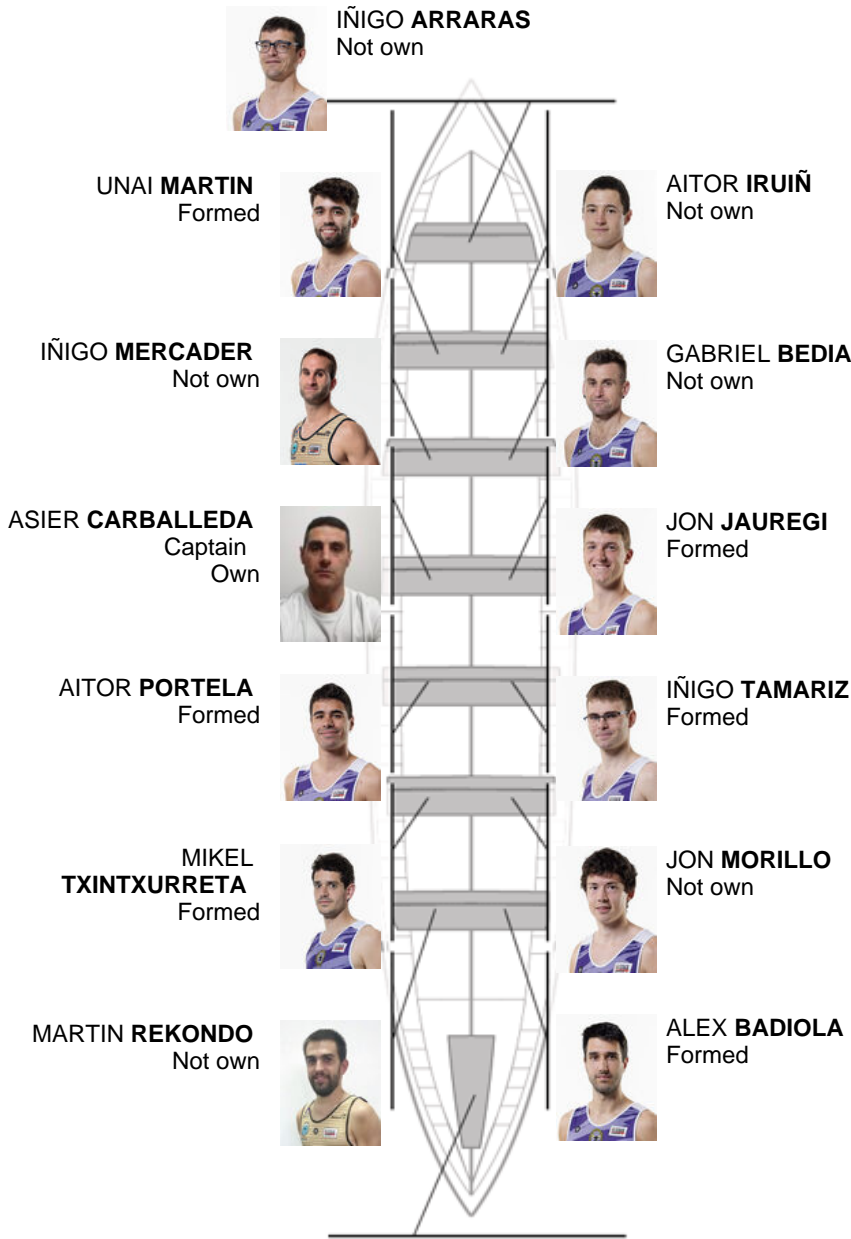 IÑIGO ARRARAS
Not own
UNAI MARTIN
Formed
AITOR IRUIÑ
Not own
IÑIGO MERCADER
Not own
GABRIEL BEDIA
Not own
ASIER CARBALLEDA
Captain
Own
JON JAUREGI
Formed
AITOR PORTELA
Formed
IÑIGO TAMARIZ
Formed
MIKEL
TXINTXURRETA
Formed
JON MORILLO
Not own
MARTIN REKONDO
Not own
ALEX BADIOLA
Formed